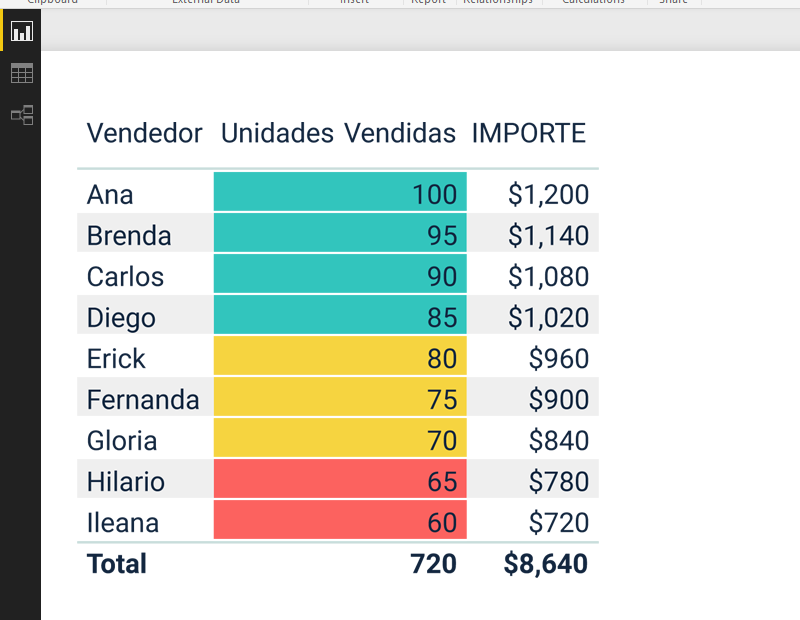 Clipboard External Data Insert Report Relationships Calculations Share
Vendedor Unidades Vendidas IMPORTE
Ana 100 $1,200
Brenda 95 $1,140
Carlos 90 $1,080
Diego 85 $1,020
Erick 80 $960
Fernanda 75 $900
Gloria 70 $840
Hilario 65 $780
Ileana 60 $720
Total 720 $8,640